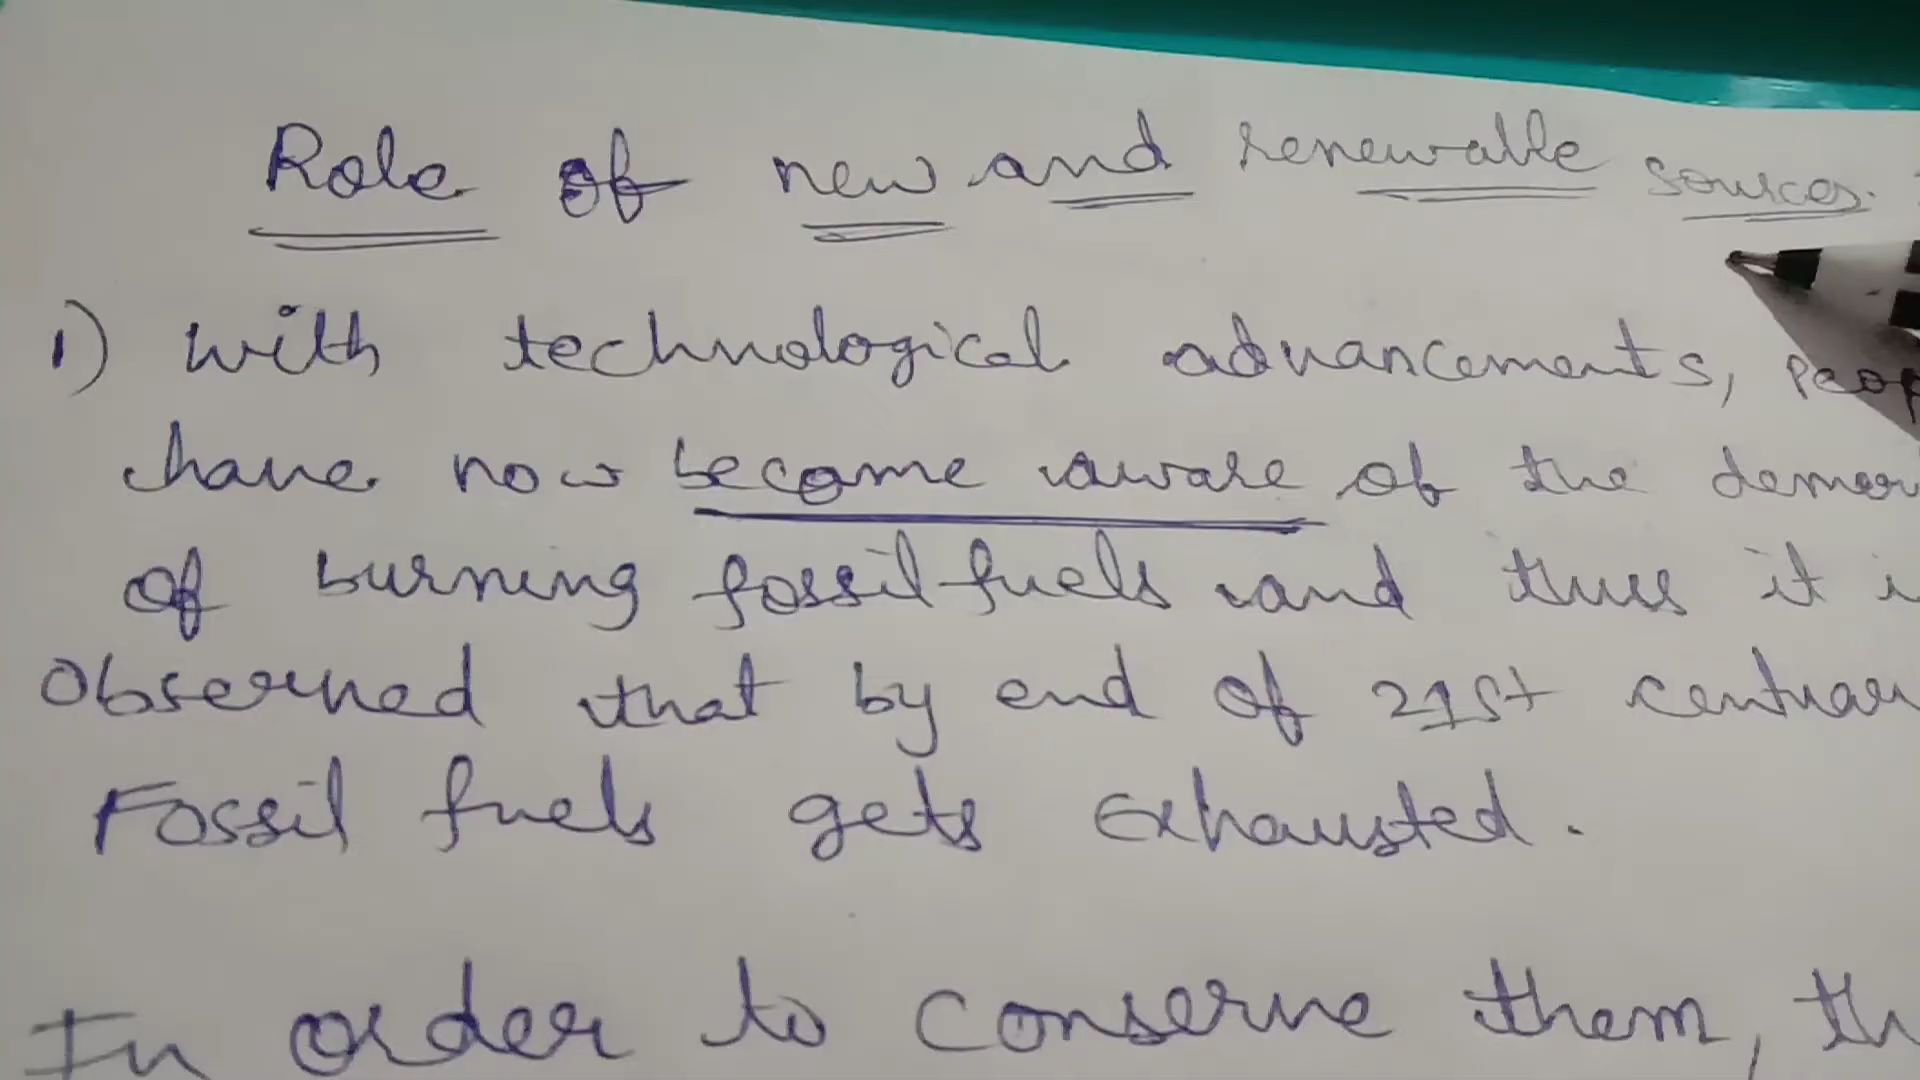 Role of new and renewable sources.
1) with technological advancements,
have now become aware of the
of burning fossil fuels and thus it
Observed that by end of 21st
Fossil fuels gets Exhausted.
In order to conserve them,